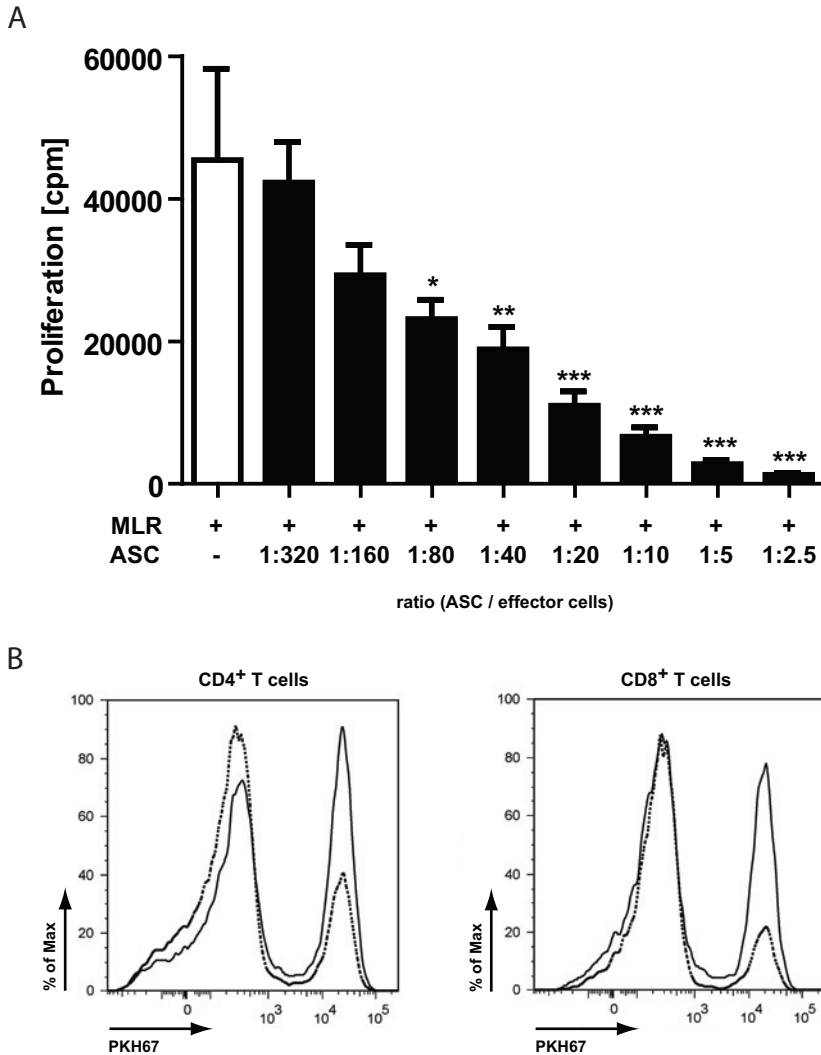 A
Proliferation [cpm]
60000
40000
20000
0
*
**
***
***
***
***
MLR + + + + + + + + +
ASC - 1:320 1:160 1:80 1:40 1:20 1:10 1:5 1:2.5
ratio (ASC / effector cells)
B
CD4+ T cells
% of Max
100
80
60
40
20
0
0 10³ 10⁴ 10⁵
PKH67
CD8+ T cells
% of Max
100
80
60
40
20
0
0 10³ 10⁴ 10⁵
PKH67